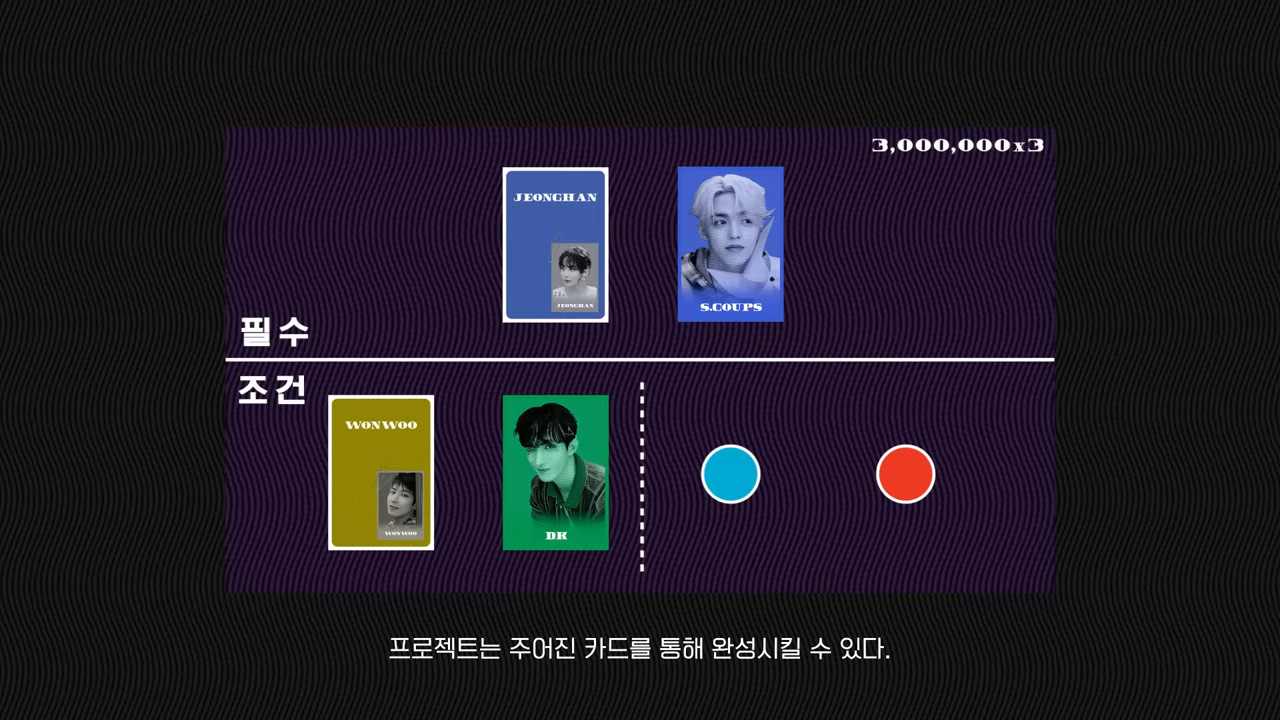 3,000,000x3
JEONGHAN
JEONGHAN
S.COUPS
필수
조건
WONWOO
WONWOO
DK
프로젝트는 주어진 카드를 통해 완성시킬 수 있다.